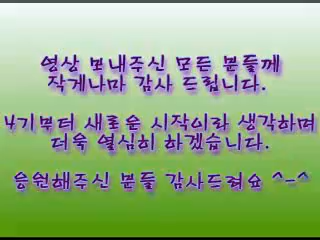 영상 보내주신 모든 분들께
작게나마 감사 드립니다.
4기부터 새로운 시작이라 생각하며
더욱 열심히 하겠습니다.
응원해주신 분들 감사드려요 ^-^